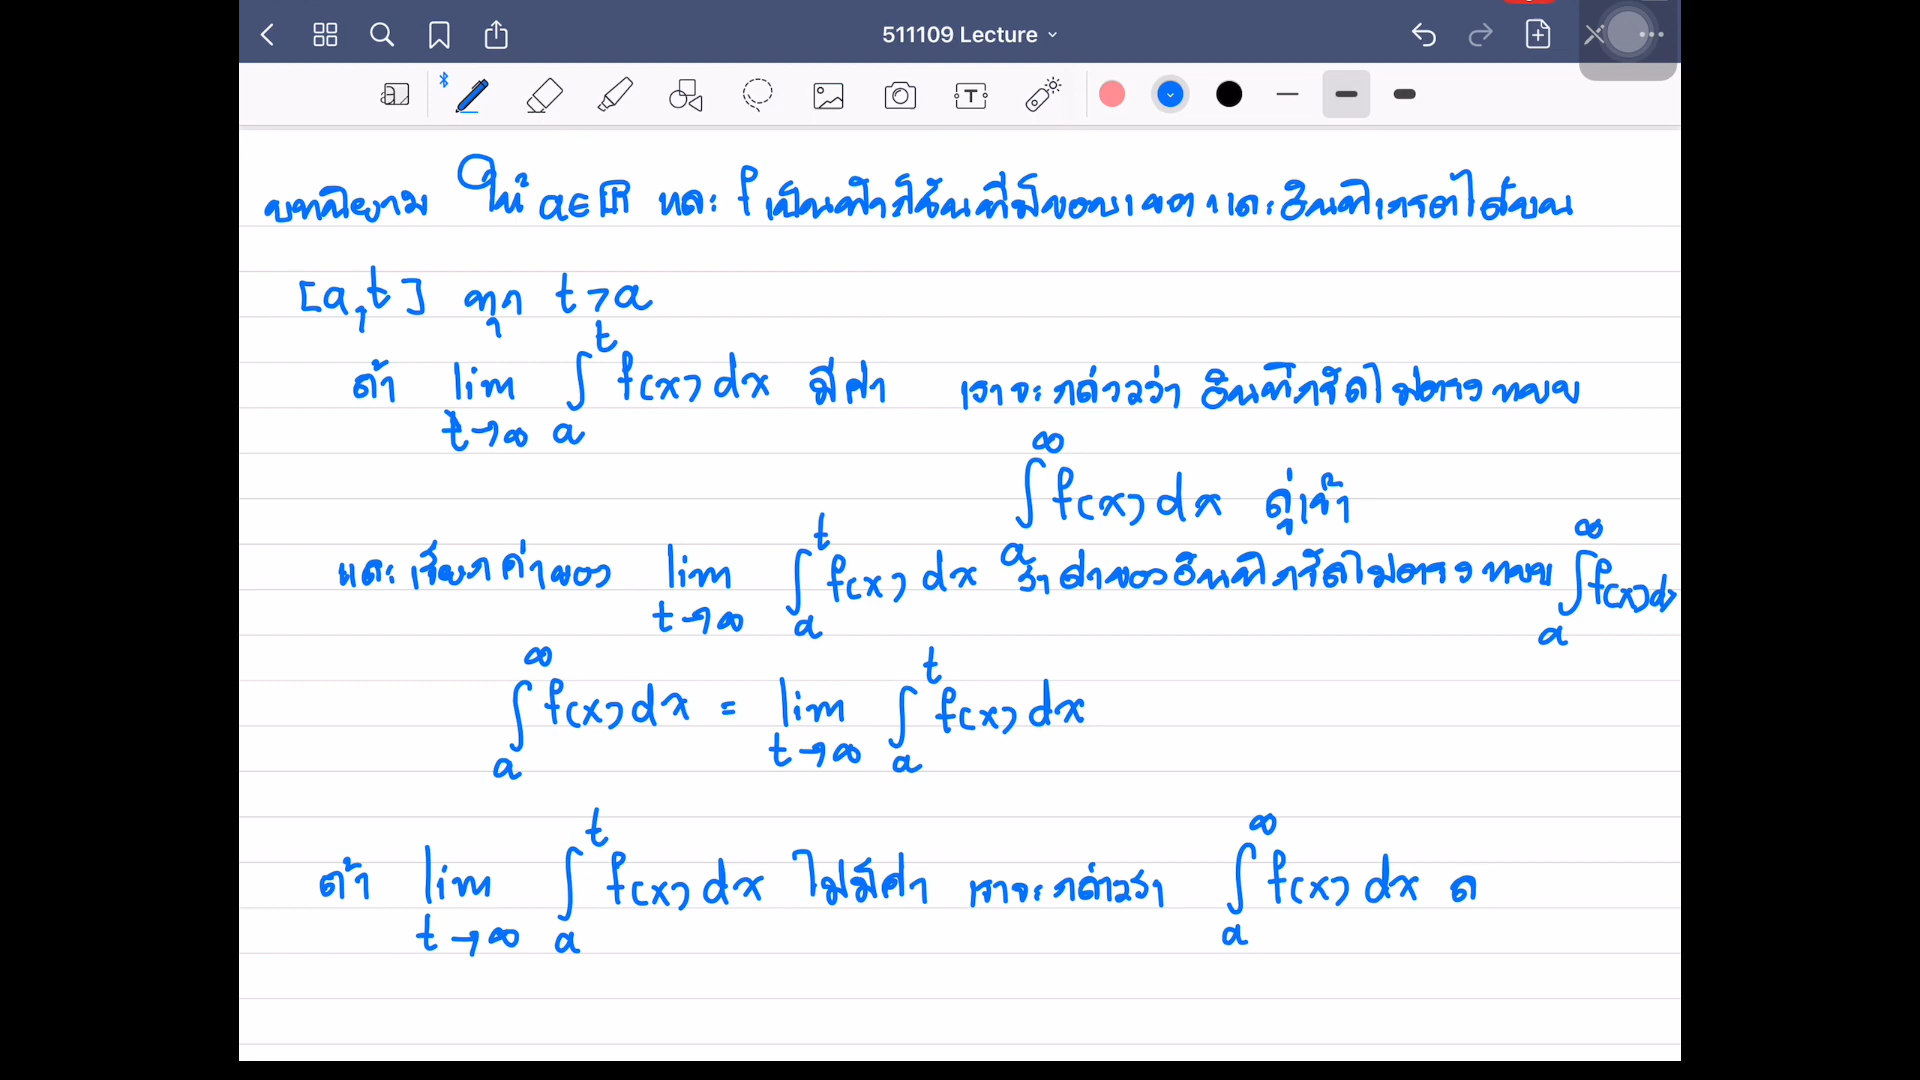 511109 Lecture
บทนิยาม ให้ a∈ℝ และ f เป็นฟังก์ชันที่มีขอบเขตและอินทิเกรตได้บน
[a,t] ทุก t>a
ถ้า lim_{t→∞} ∫_a^t f(x) dx มีค่า เราจะกล่าวว่า อินทิกรัลไม่ตรงแบบ
∫_a^∞ f(x) dx ลู่เข้า
และเรียกค่าของ lim_{t→∞} ∫_a^t f(x) dx ว่าค่าของอินทิกรัลไม่ตรงแบบ ∫_a^∞ f(x) dx
∫_a^∞ f(x) dx = lim_{t→∞} ∫_a^t f(x) dx
ถ้า lim_{t→∞} ∫_a^t f(x) dx ไม่มีค่า เราจะกล่าวว่า ∫_a^∞ f(x) dx ล